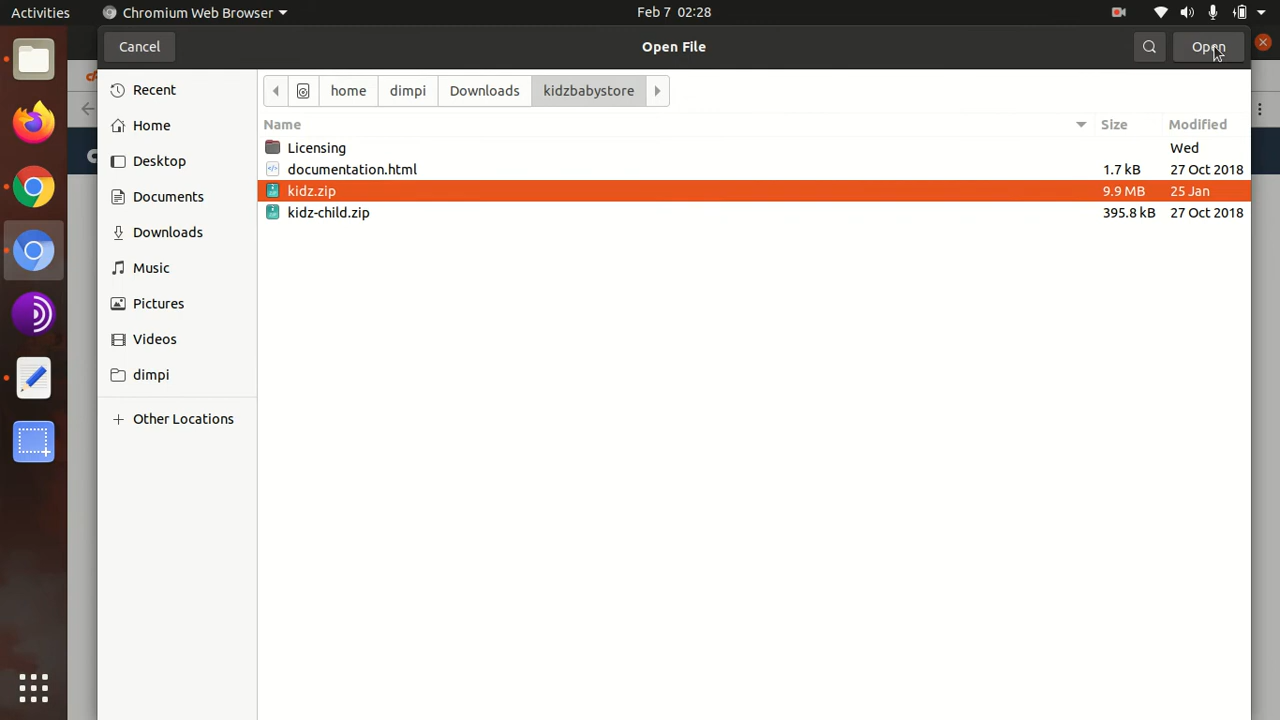 Activities Chromium Web Browser Feb 7 02:28
Cancel Open File Open
Recent
Home
Desktop
Documents
Downloads
Music
Pictures
Videos
dimpi
Other Locations
home dimpi Downloads kidzbabystore
Name Size Modified
Licensing Wed
documentation.html 1.7 kB 27 Oct 2018
kidz.zip 9.9 MB 25 Jan
kidz-child.zip 395.8 kB 27 Oct 2018